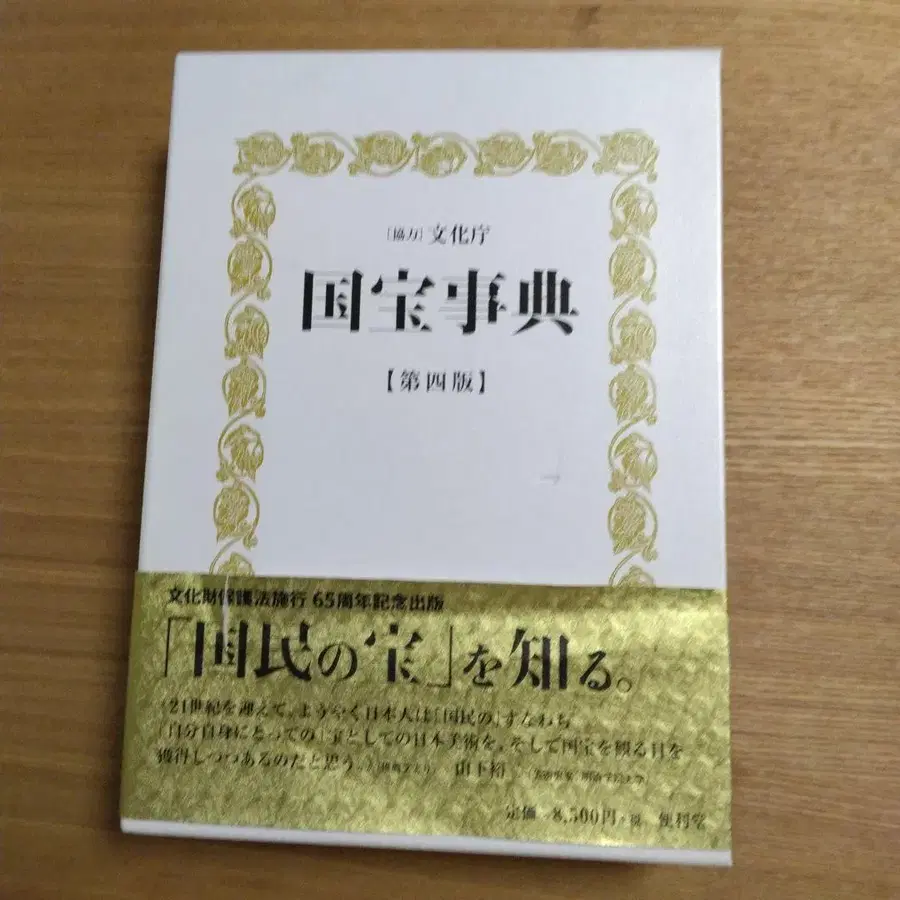 ［協力］文化庁
国宝事典
【第四版】
文化財保護法施行 65周年記念出版
「国民の宝」を知る。
21世紀を迎えて、ようやく日本人は「国民の」すなわち
「自分自身にとっての」宝としての日本美術を、そして国宝を顧る目を
獲得しつつあるのだと思う。 山下裕
定価 8,500円+税 便利堂